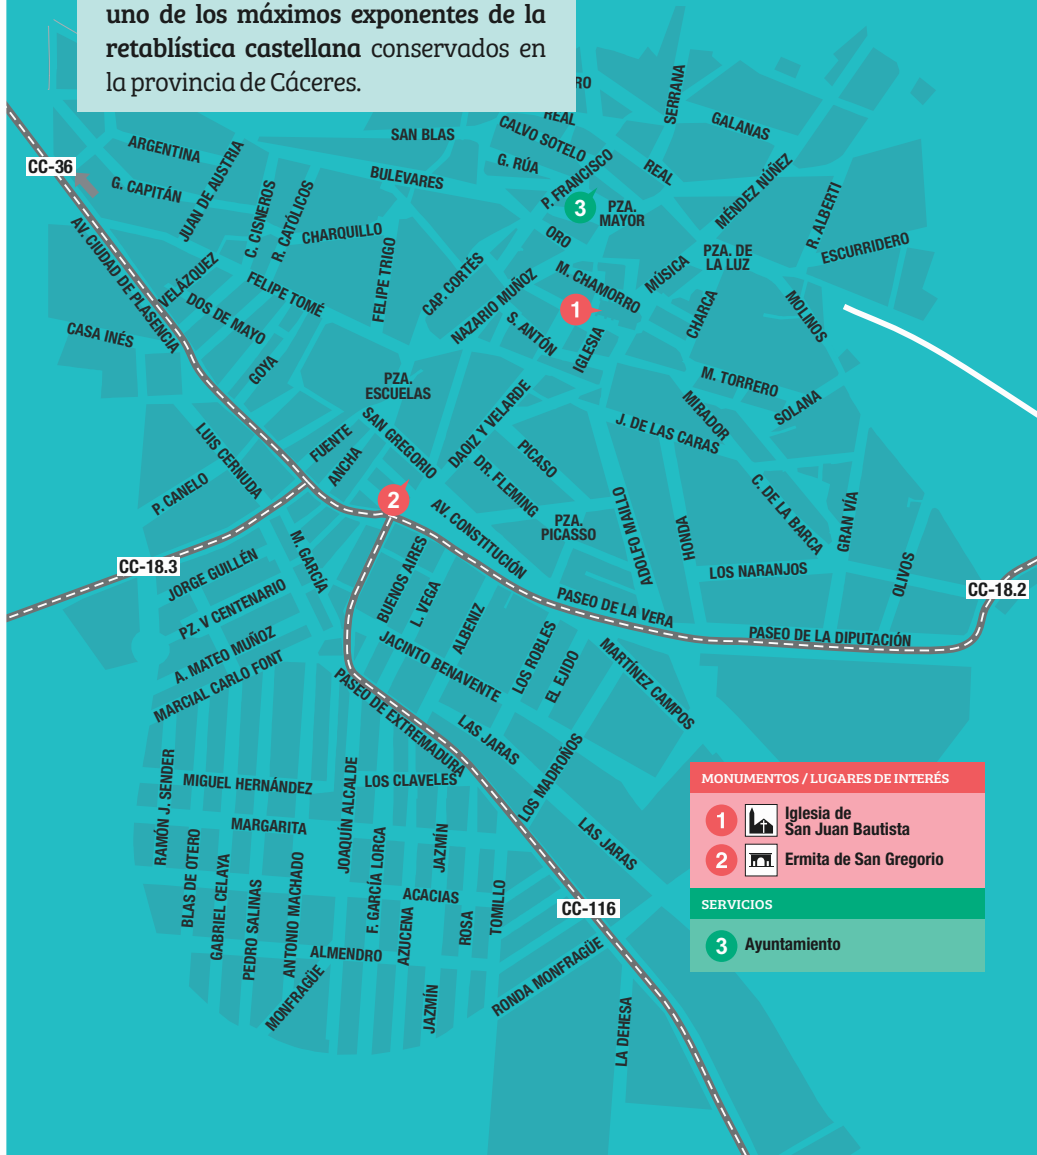 uno de los máximos exponentes de la
retablística castellana conservados en
la provincia de Cáceres.
RO
REAL
SERRANA
GALANAS
SAN BLAS
CALVO SOTELO
ARGENTINA
G. RÚA
CC-36
JUAN DE AUSTRIA
BULEVARES
P. FRANCISCO
REAL
G. CAPITÁN
MÉNDEZ NÚÑEZ
3
PZA.
MAYOR
C. CISNEROS
R. CATÓLICOS
R. ALBERTI
CHARQUILLO
ORO
ESCURRIDERO
AV. CIUDAD DE PLASENCIA
PZA. DE
LA LUZ
VELÁZQUEZ
FELIPE TOMÉ
FELIPE TRIGO
CAP. CORTÉS
M. CHAMORRO
MÚSICA
NAZARIO MUÑOZ
DOS DE MAYO
1
CHARCA
MOLINOS
CASA INÉS
S. ANTÓN
IGLESIA
GOYA
PZA.
ESCUELAS
M. TORRERO
SAN GREGORIO
DAOIZ Y VELARDE
MIRADOR
SOLANA
J. DE LAS CARAS
LUIS CERNUDA
FUENTE
ANCHA
PICASO
DR. FLEMING
P. CANELO
2
C. DE LA BARCA
GRAN VÍA
AV. CONSTITUCIÓN
PZA.
PICASSO
ADOLFO MAILLO
HONDA
M. GARCÍA
CC-18.3
JORGE GUILLÉN
BUENOS AIRES
LOS NARANJOS
OLIVOS
CC-18.2
L. VEGA
PZ. V CENTENARIO
ALBENIZ
PASEO DE LA VERA
PASEO DE LA DIPUTACIÓN
A. MATEO MUÑOZ
JACINTO BENAVENTE
LOS ROBLES
EL EJIDO
MARTÍNEZ CAMPOS
MARCIAL CARLO FONT
PASEO DE EXTREMADURA
LAS JARAS
LOS MADROÑOS
RAMÓN J. SENDER
MIGUEL HERNÁNDEZ
JOAQUÍN ALCALDE
LOS CLAVELES
MARGARITA
JAZMÍN
LAS JARAS
BLAS DE OTERO
GABRIEL CELAYA
PEDRO SALINAS
ANTONIO MACHADO
F. GARCÍA LORCA
ACACIAS
AZUCENA
ROSA
TOMILLO
CC-116
ALMENDRO
MONFRAGÜE
JAZMÍN
RONDA MONFRAGÜE
LA DEHESA
MONUMENTOS / LUGARES DE INTERÉS
1 Iglesia de
San Juan Bautista
2 Ermita de San Gregorio
SERVICIOS
3 Ayuntamiento